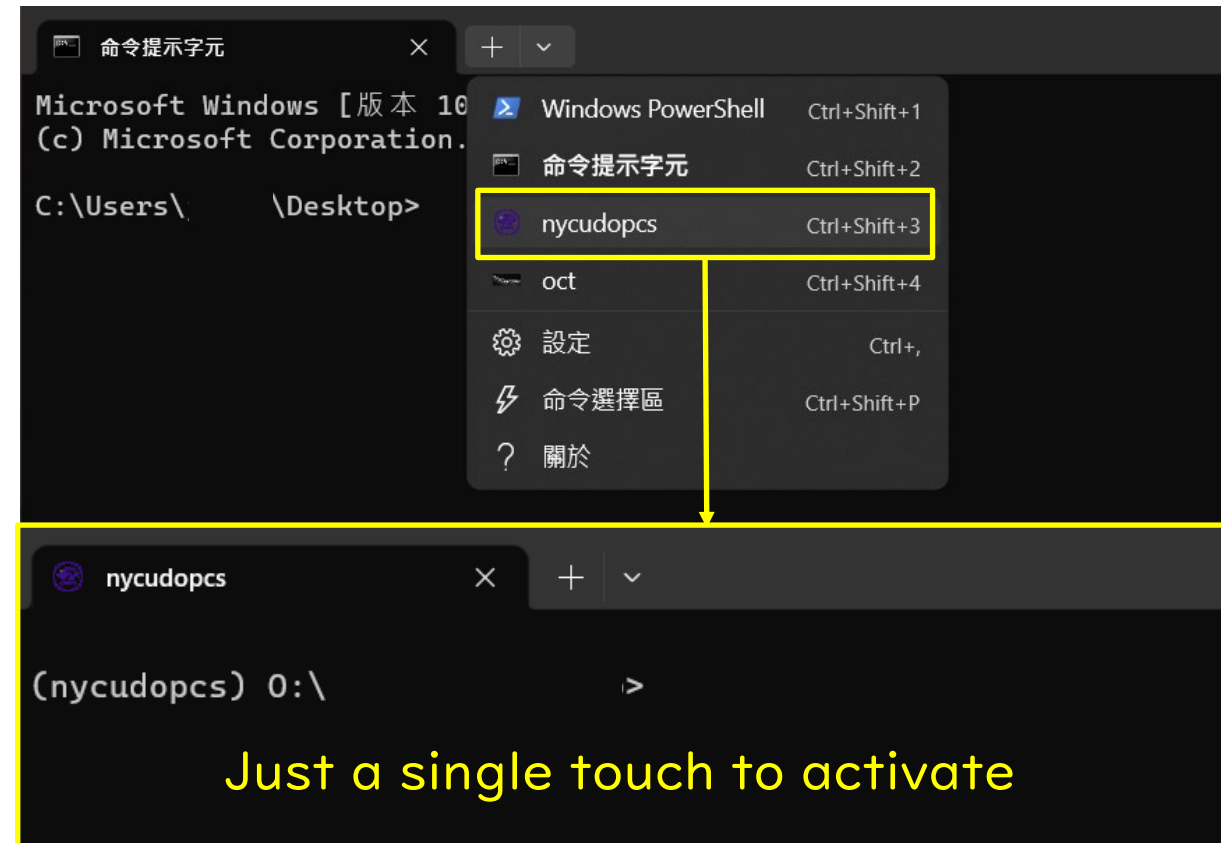 命令提示字元
Microsoft Windows [版本 10
(c) Microsoft Corporation.
C:\Users\ \Desktop>
Windows PowerShell Ctrl+Shift+1
命令提示字元 Ctrl+Shift+2
nycudopcs Ctrl+Shift+3
oct Ctrl+Shift+4
設定 Ctrl+,
命令選擇區 Ctrl+Shift+P
關於
nycudopcs
(nycudopcs) O:\ >
Just a single touch to activate